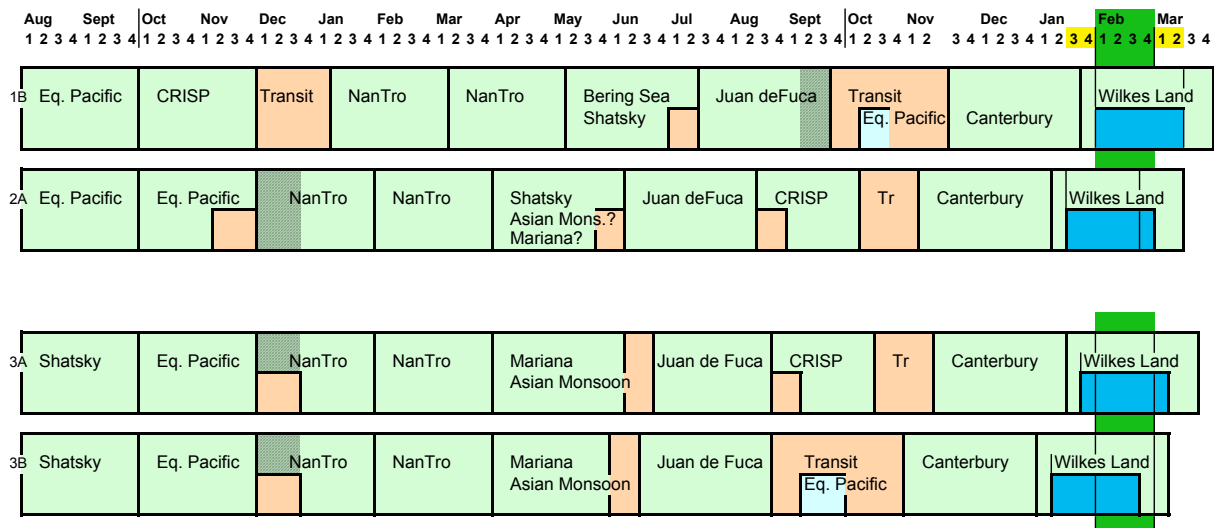 Aug Sept Oct Nov Dec Jan Feb Mar Apr May Jun Jul Aug Sept Oct Nov Dec Jan Feb Mar
1 2 3 4 1 2 3 4 1 2 3 4 1 2 3 4 1 2 3 4 1 2 3 4 1 2 3 4 1 2 3 4 1 2 3 4 1 2 3 4 1 2 3 4 1 2 3 4 1 2 3 4 1 2 3 4 1 2 3 4 1 2 3 4 1 2 3 4 1 2 3 4 1 2 3 4 1 2 3 4
1B Eq. Pacific CRISP Transit NanTro NanTro Bering Sea Juan deFuca Transit Wilkes Land
Shatsky Eq. Pacific Canterbury
2A Eq. Pacific Eq. Pacific NanTro NanTro Shatsky Juan deFuca CRISP Tr Canterbury Wilkes Land
Asian Mons.?
Mariana?
3A Shatsky Eq. Pacific NanTro NanTro Mariana Juan de Fuca CRISP Tr Canterbury Wilkes Land
Asian Monsoon
3B Shatsky Eq. Pacific NanTro NanTro Mariana Juan de Fuca Transit Canterbury Wilkes Land
Asian Monsoon Eq. Pacific